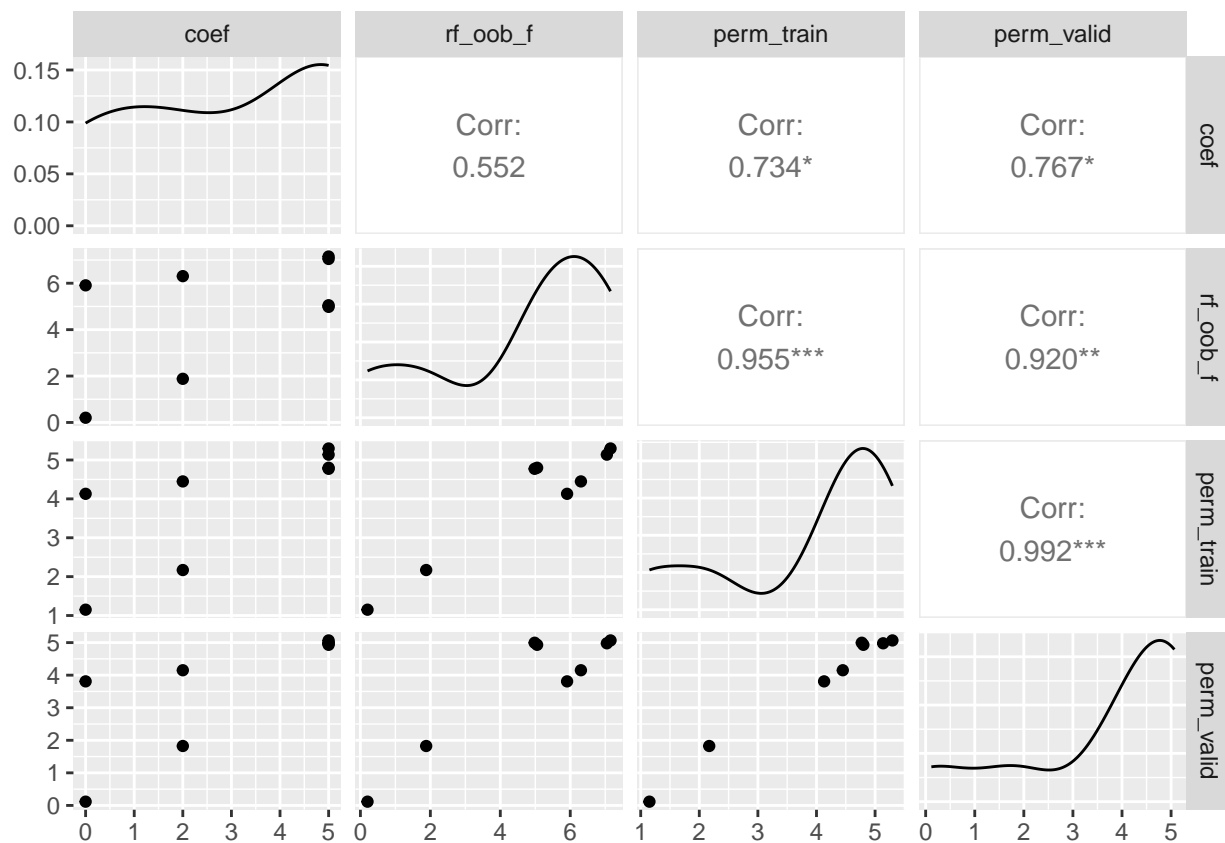 coef rf_oob_f perm_train perm_valid
0.15
0.10
0.05
0.00
Corr:
0.552
Corr:
0.734*
Corr:
0.767*
coef
6
4
2
0
Corr:
0.955***
Corr:
0.920**
rf_oob_f
5
4
3
2
1
Corr:
0.992***
perm_train
5
4
3
2
1
0
perm_valid
0 1 2 3 4 5 0 2 4 6 1 2 3 4 5 0 1 2 3 4 5